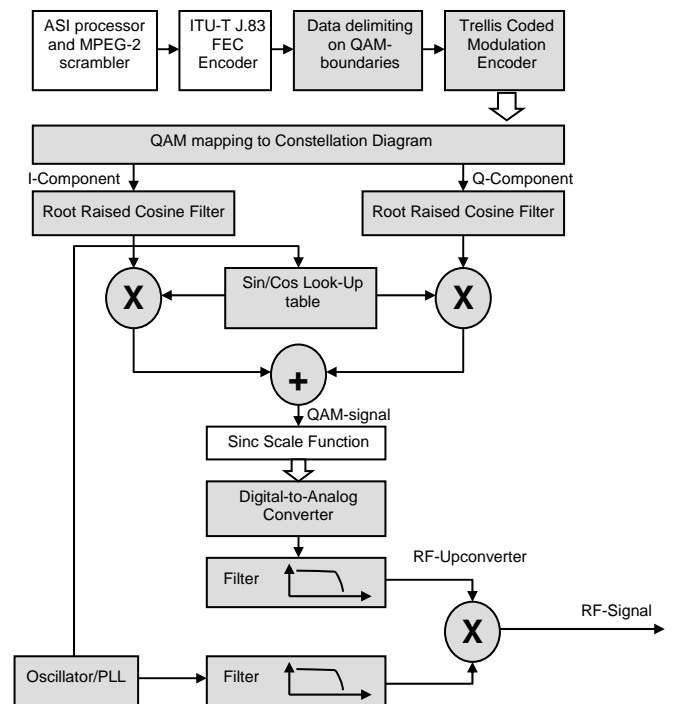 ASI processor
and MPEG-2
scrambler
ITU-T J.83
FEC
Encoder
Data delimiting
on QAM-
boundaries
Trellis Coded
Modulation
Encoder
QAM mapping to Constellation Diagram
I-Component
Q-Component
Root Raised Cosine Filter
Root Raised Cosine Filter
X
Sin/Cos Look-Up
table
X
+
QAM-signal
Sinc Scale Function
Digital-to-Analog
Converter
Filter
RF-Upconverter
X
RF-Signal
Oscillator/PLL
Filter